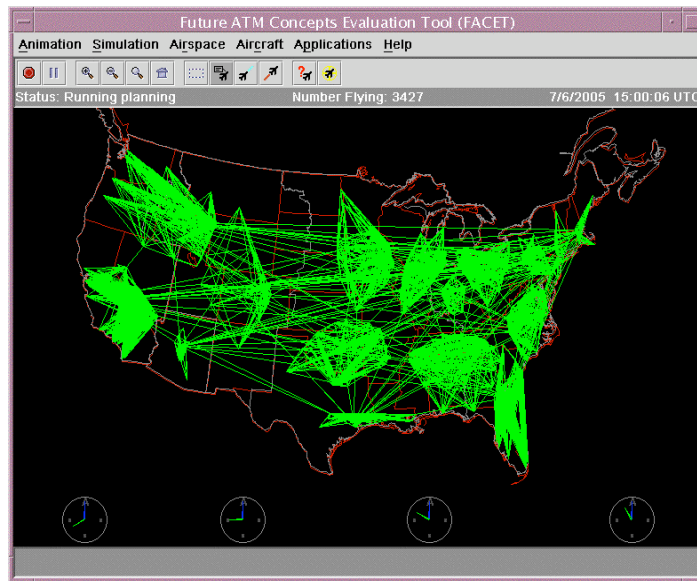 Future ATM Concepts Evaluation Tool (FACET)
Animation Simulation Airspace Aircraft Applications Help
Status: Running planning Number Flying: 3427 7/6/2005 15:00:06 UTC
A A A A